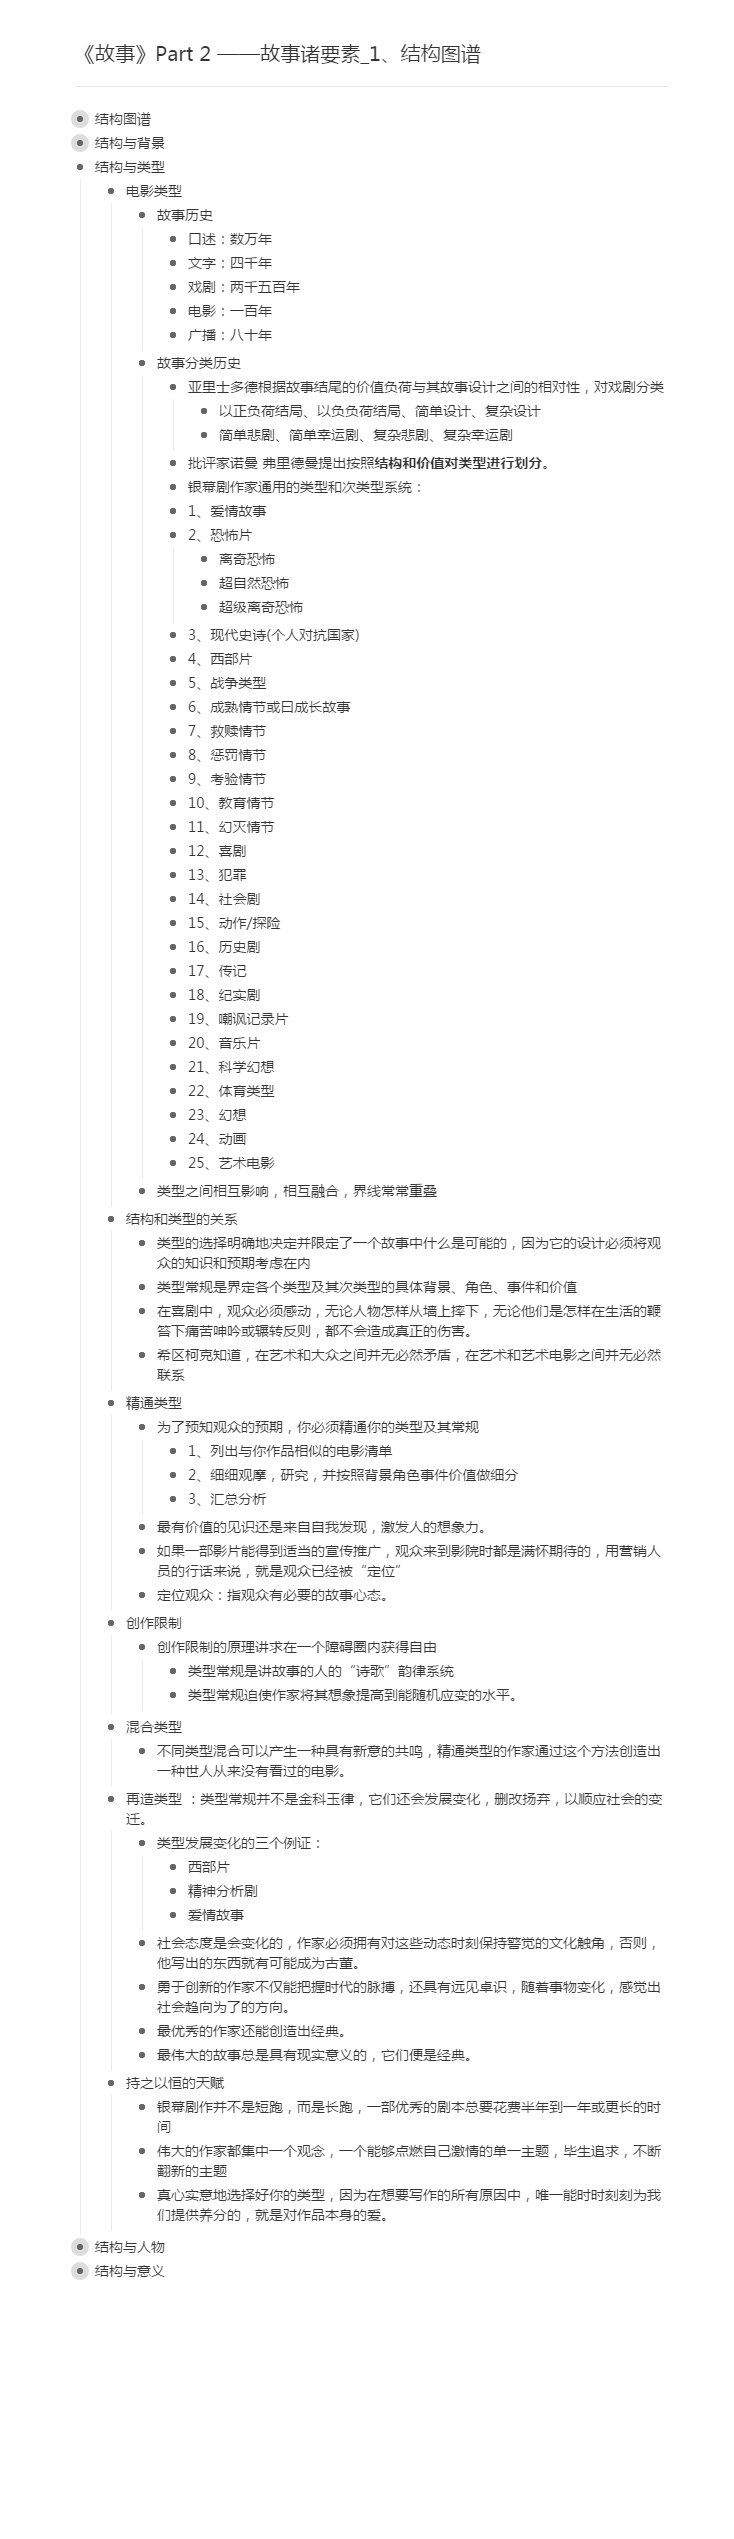 《故事》Part 2 ——故事诸要素_1、结构图谱
结构图谱
结构与背景
结构与类型
电影类型
故事历史
口述：数万年
文字：四千年
戏剧：两千五百年
电影：一百年
广播：八十年
故事分类历史
亚里士多德根据故事结尾的价值负荷与其故事设计之间的相对性，对戏剧分类
以正负荷结局、以负负荷结局、简单设计、复杂设计
简单悲剧、简单幸运剧、复杂悲剧、复杂幸运剧
批评家诺曼 弗里德曼提出按照结构和价值对类型进行划分。
银幕剧作家通用的类型和次类型系统：
1、爱情故事
2、恐怖片
离奇恐怖
超自然恐怖
超级离奇恐怖
3、现代史诗(个人对抗国家)
4、西部片
5、战争类型
6、成熟情节或曰成长故事
7、救赎情节
8、惩罚情节
9、考验情节
10、教育情节
11、幻灭情节
12、喜剧
13、犯罪
14、社会剧
15、动作/探险
16、历史剧
17、传记
18、纪实剧
19、嘲讽记录片
20、音乐片
21、科学幻想
22、体育类型
23、幻想
24、动画
25、艺术电影
类型之间相互影响，相互融合，界线常常重叠
结构和类型的关系
类型的选择明确地决定并限定了一个故事中什么是可能的，因为它的设计必须将观
众的知识和预期考虑在内
类型常规是界定各个类型及其次类型的具体背景、角色、事件和价值
在喜剧中，观众必须感动，无论人物怎样从墙上摔下，无论他们是怎样在生活的鞭
笞下痛苦呻吟或辗转反则，都不会造成真正的伤害。
希区柯克知道，在艺术和大众之间并无必然矛盾，在艺术和艺术电影之间并无必然
联系
精通类型
为了预知观众的预期，你必须精通你的类型及其常规
1、列出与你作品相似的电影清单
2、细细观摩，研究，并按照背景角色事件价值做细分
3、汇总分析
最有价值的见识还是来自自我发现，激发人的想象力。
如果一部影片能得到适当的宣传推广，观众来到影院时都是满怀期待的，用营销人
员的行话来说，就是观众已经被“定位”
定位观众：指观众有必要的故事心态。
创作限制
创作限制的原理讲求在一个障碍圈内获得自由
类型常规是讲故事的人的“诗歌”韵律系统
类型常规迫使作家将其想象提高到能随机应变的水平。
混合类型
不同类型混合可以产生一种具有新意的共鸣，精通类型的作家通过这个方法创造出
一种世人从来没有看过的电影。
再造类型 ：类型常规并不是金科玉律，它们还会发展变化，删改扬弃，以顺应社会的变
迁。
类型发展变化的三个例证：
西部片
精神分析剧
爱情故事
社会态度是会变化的，作家必须拥有对这些动态时刻保持警觉的文化触角，否则，
他写出的东西就有可能成为古董。
勇于创新的作家不仅能把握时代的脉搏，还具有远见卓识，随着事物变化，感觉出
社会趋向为了的方向。
最优秀的作家还能创造出经典。
最伟大的故事总是具有现实意义的，它们便是经典。
持之以恒的天赋
银幕剧作并不是短跑，而是长跑，一部优秀的剧本总要花费半年到一年或更长的时
间
伟大的作家都集中一个观念，一个能够点燃自己激情的单一主题，毕生追求，不断
翻新的主题
真心实意地选择好你的类型，因为在想要写作的所有原因中，唯一能时时刻刻为我
们提供养分的，就是对作品本身的爱。
结构与人物
结构与意义